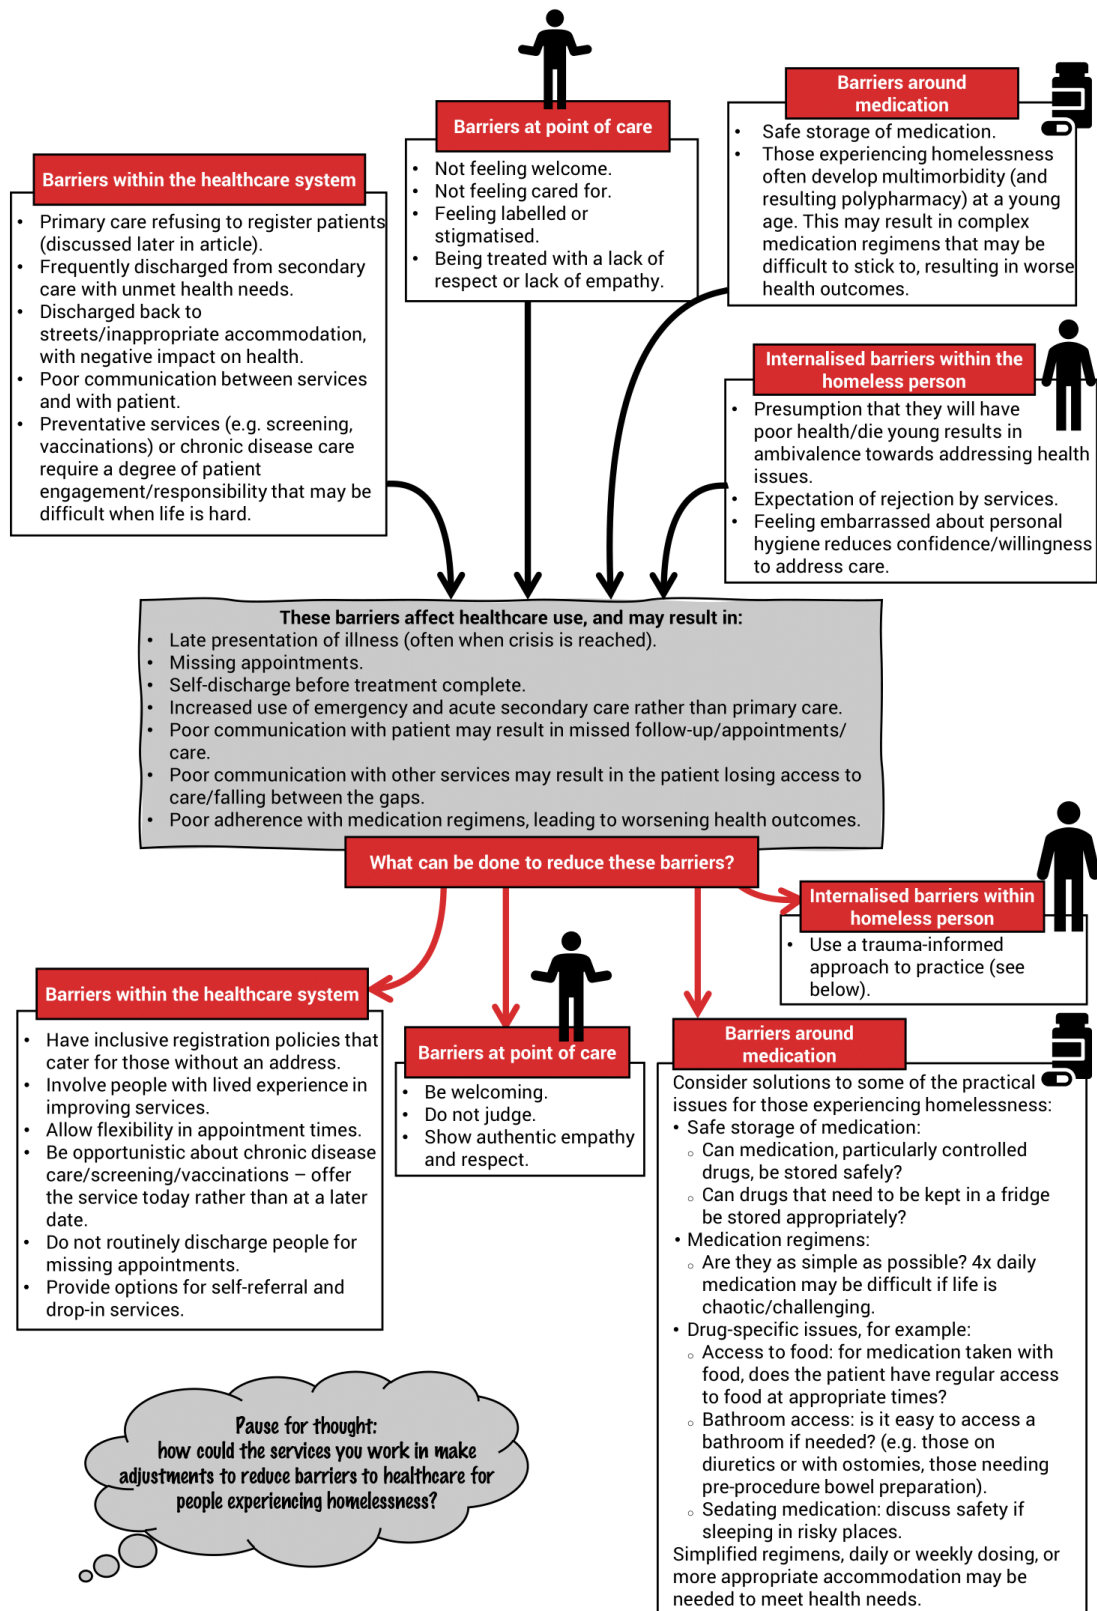 Barriers at point of care
• Not feeling welcome.
• Not feeling cared for.
• Feeling labelled or
stigmatised.
• Being treated with a lack of
respect or lack of empathy.
Barriers around
medication
• Safe storage of medication.
• Those experiencing homelessness
often develop multimorbidity (and
resulting polypharmacy) at a young
age. This may result in complex
medication regimens that may be
difficult to stick to, resulting in worse
health outcomes.
Barriers within the healthcare system
• Primary care refusing to register patients
(discussed later in article).
• Frequently discharged from secondary
care with unmet health needs.
• Discharged back to
streets/inappropriate accommodation,
with negative impact on health.
• Poor communication between services
and with patient.
• Preventative services (e.g. screening,
vaccinations) or chronic disease care
require a degree of patient
engagement/responsibility that may be
difficult when life is hard.
Internalised barriers within the
homeless person
• Presumption that they will have
poor health/die young results in
ambivalence towards addressing health
issues.
• Expectation of rejection by services.
• Feeling embarrassed about personal
hygiene reduces confidence/willingness
to address care.
These barriers affect healthcare use, and may result in:
• Late presentation of illness (often when crisis is reached).
• Missing appointments.
• Self-discharge before treatment complete.
• Increased use of emergency and acute secondary care rather than primary care.
• Poor communication with patient may result in missed follow-up/appointments/
care.
• Poor communication with other services may result in the patient losing access to
care/falling between the gaps.
• Poor adherence with medication regimens, leading to worsening health outcomes.
What can be done to reduce these barriers?
Internalised barriers within
homeless person
• Use a trauma-informed
approach to practice (see
below).
Barriers within the healthcare system
• Have inclusive registration policies that
cater for those without an address.
• Involve people with lived experience in
improving services.
• Allow flexibility in appointment times.
• Be opportunistic about chronic disease
care/screening/vaccinations – offer
the service today rather than at a later
date.
• Do not routinely discharge people for
missing appointments.
• Provide options for self-referral and
drop-in services.
Barriers at point of care
• Be welcoming.
• Do not judge.
• Show authentic empathy
and respect.
Barriers around
medication
Consider solutions to some of the practical
issues for those experiencing homelessness:
• Safe storage of medication:
○ Can medication, particularly controlled
drugs, be stored safely?
○ Can drugs that need to be kept in a fridge
be stored appropriately?
• Medication regimens:
○ Are they as simple as possible? 4x daily
medication may be difficult if life is
chaotic/challenging.
• Drug-specific issues, for example:
○ Access to food: for medication taken with
food, does the patient have regular access
to food at appropriate times?
○ Bathroom access: is it easy to access a
bathroom if needed? (e.g. those on
diuretics or with ostomies, those needing
pre-procedure bowel preparation).
○ Sedating medication: discuss safety if
sleeping in risky places.
Simplified regimens, daily or weekly dosing, or
more appropriate accommodation may be
needed to meet health needs.
Pause for thought:
how could the services you work in make
adjustments to reduce barriers to healthcare for
people experiencing homelessness?